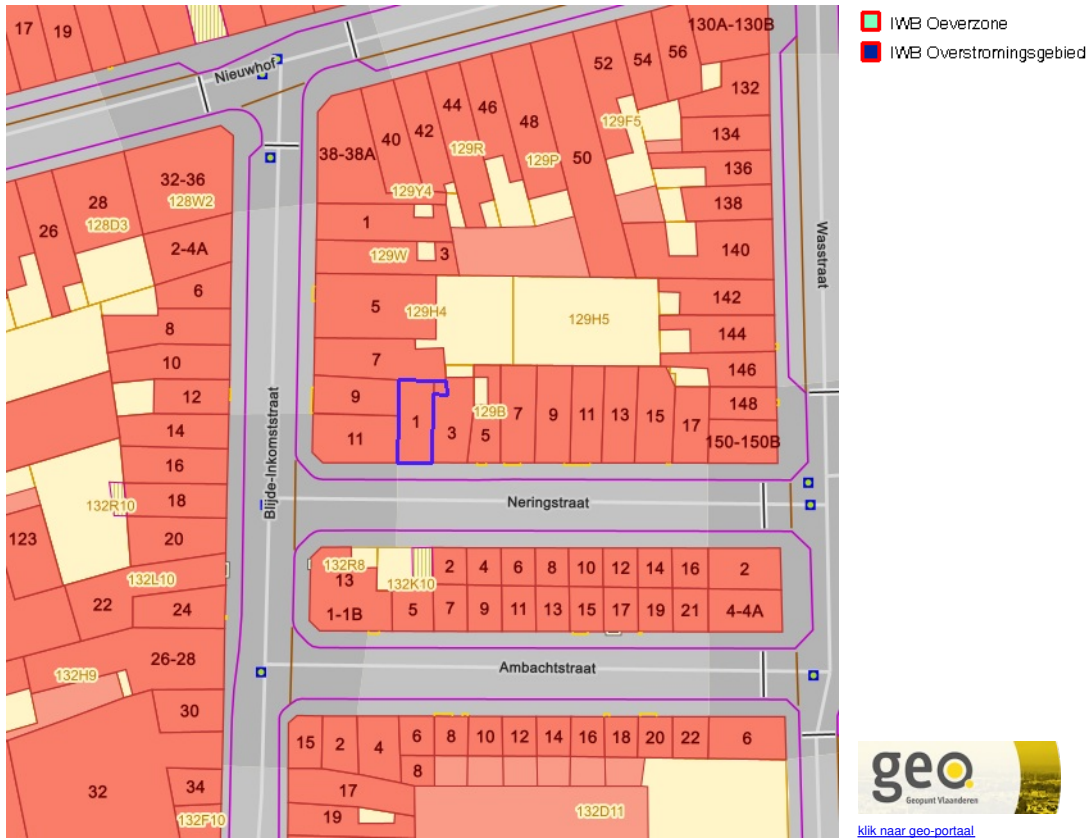 17 19
Nieuwhof
130A-130B
52 54 56
132
44 46 129F5
40 42 48 134
38-38A 129R 129P 50
136
32-36
128W2 129Y4 138
28
128D3
26 1
2-4A 129W 3 140
Wasstraat
6 5 129H4 129H5 142
8 144
10 7 146
12 9 148
14 11 1 3 129B 5 7 9 11 13 15 17 150-150B
16
Blijde-Inkomststraat
132R10 18 Neringstraat
123 20
132L10 132R8 2 4 6 8 10 12 14 16 2
13 132K10
22 24 1-1B 5 7 9 11 13 15 17 19 21 4-4A
26-28 Ambachtstraat
132H9
30
15 2 4 6 8 10 12 14 16 18 20 22 6
8
32 34 17
132F10 19 132D11
IWB Oeverzone
IWB Overstromingsgebied
geo
Geopunt Vlaanderen
klik naar geo-portaal